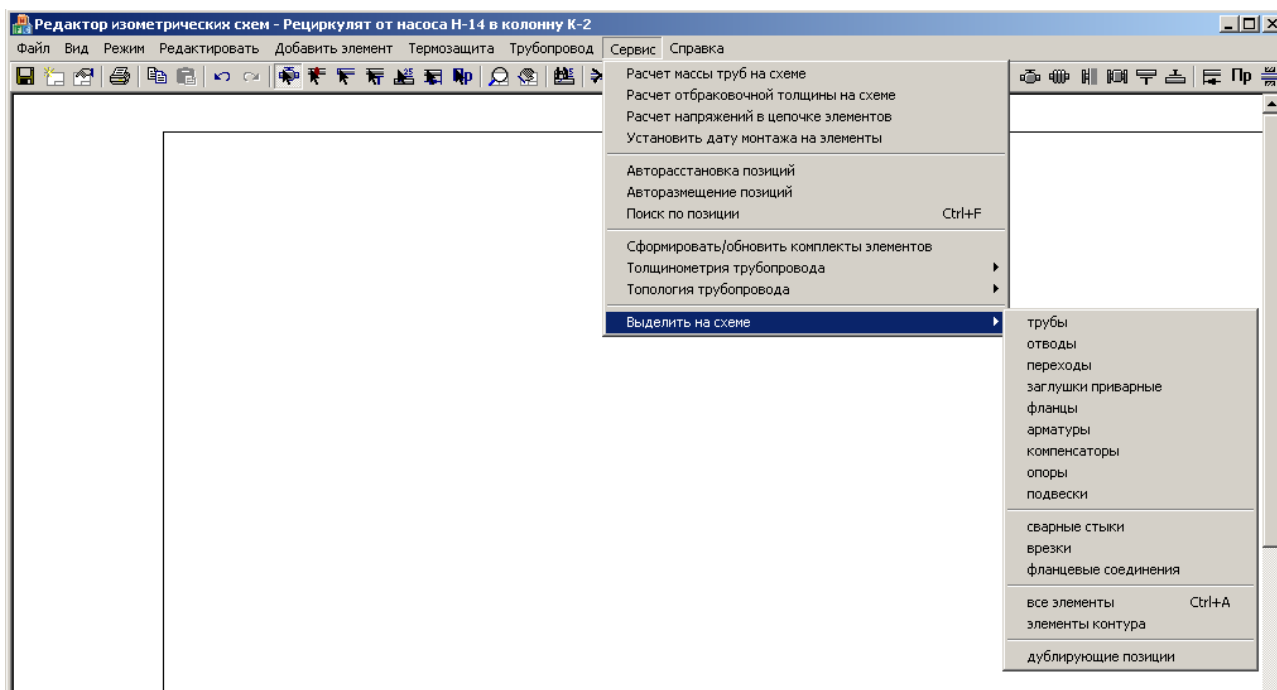 Редактор изометрических схем - Рециркулят от насоса Н-14 в колонну К-2
Файл Вид Режим Редактировать Добавить элемент Термозащита Трубопровод Сервис Справка
Пр
Расчет массы труб на схеме
Расчет отбраковочной толщины на схеме
Расчет напряжений в цепочке элементов
Установить дату монтажа на элементы
Авторасстановка позиций
Авторазмещение позиций
Поиск по позиции Ctrl+F
Сформировать/обновить комплекты элементов
Толщинометрия трубопровода
Топология трубопровода
Выделить на схеме
трубы
отводы
переходы
заглушки приварные
фланцы
арматуры
компенсаторы
опоры
подвески
сварные стыки
врезки
фланцевые соединения
все элементы Ctrl+A
элементы контура
дублирующие позиции